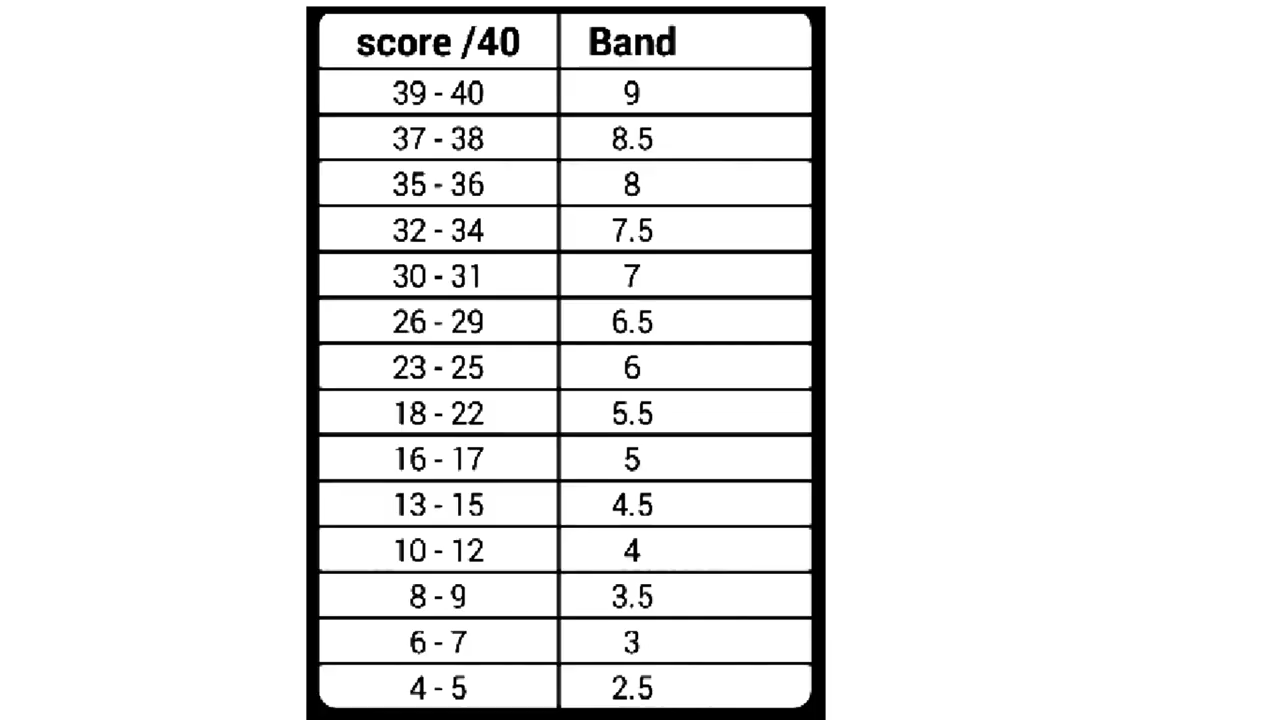 score /40 Band
39 - 40 9
37 - 38 8.5
35 - 36 8
32 - 34 7.5
30 - 31 7
26 - 29 6.5
23 - 25 6
18 - 22 5.5
16 - 17 5
13 - 15 4.5
10 - 12 4
8 - 9 3.5
6 - 7 3
4 - 5 2.5